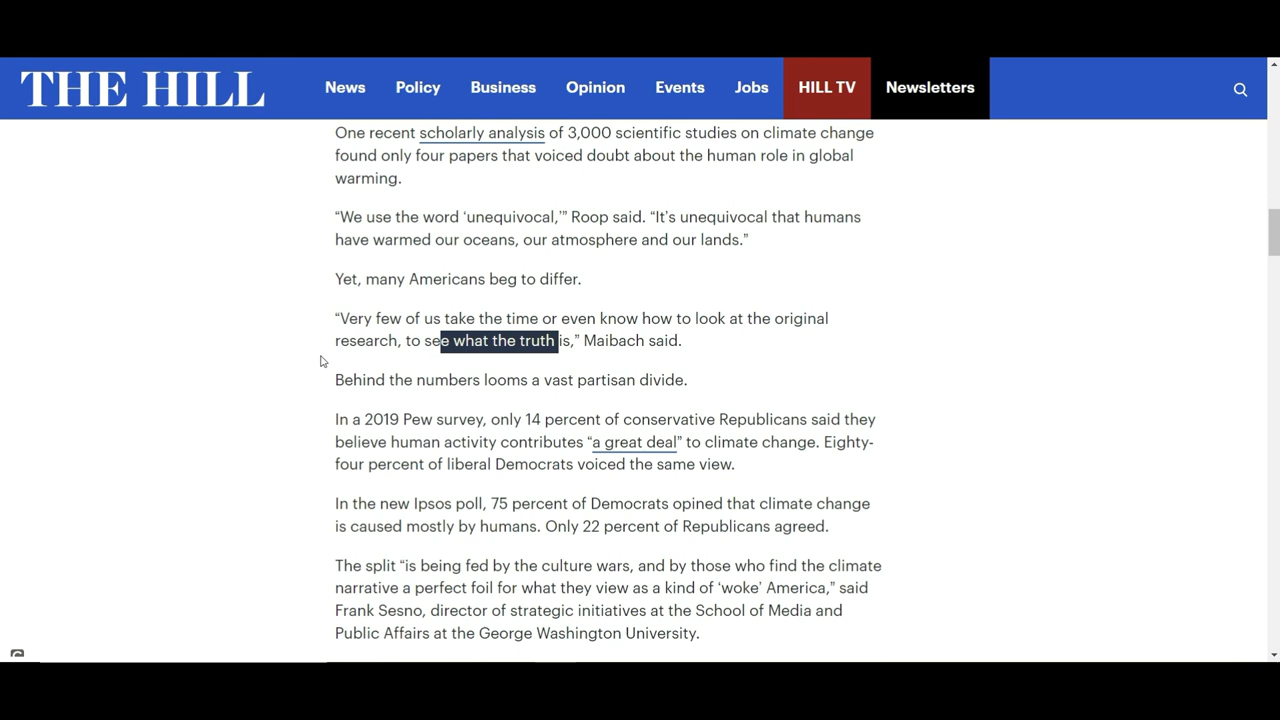 THE HILL
News Policy Business Opinion Events Jobs HILL TV Newsletters
One recent scholarly analysis of 3,000 scientific studies on climate change
found only four papers that voiced doubt about the human role in global
warming.
“We use the word ‘unequivocal,’” Roop said. “It’s unequivocal that humans
have warmed our oceans, our atmosphere and our lands.”
Yet, many Americans beg to differ.
“Very few of us take the time or even know how to look at the original
research, to see what the truth is,” Maibach said.
Behind the numbers looms a vast partisan divide.
In a 2019 Pew survey, only 14 percent of conservative Republicans said they
believe human activity contributes “a great deal” to climate change. Eighty-
four percent of liberal Democrats voiced the same view.
In the new Ipsos poll, 75 percent of Democrats opined that climate change
is caused mostly by humans. Only 22 percent of Republicans agreed.
The split “is being fed by the culture wars, and by those who find the climate
narrative a perfect foil for what they view as a kind of ‘woke’ America,” said
Frank Sesno, director of strategic initiatives at the School of Media and
Public Affairs at the George Washington University.